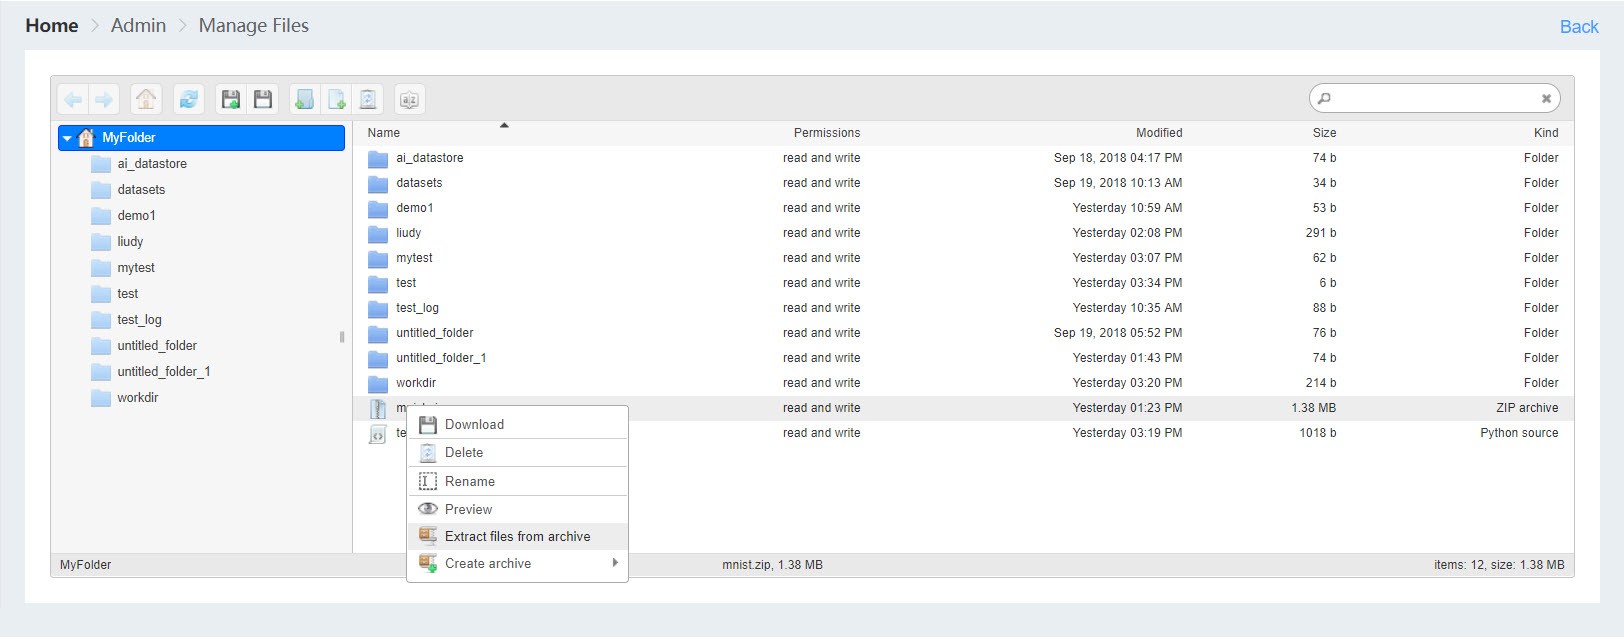 Home > Admin > Manage Files
Back
MyFolder
ai_datastore
datasets
demo1
liudy
mytest
test
test_log
untitled_folder
untitled_folder_1
workdir
Name Permissions Modified Size Kind
ai_datastore read and write Sep 18, 2018 04:17 PM 74 b Folder
datasets read and write Sep 19, 2018 10:13 AM 34 b Folder
demo1 read and write Yesterday 10:59 AM 53 b Folder
liudy read and write Yesterday 02:08 PM 291 b Folder
mytest read and write Yesterday 03:07 PM 62 b Folder
test read and write Yesterday 03:34 PM 6 b Folder
test_log read and write Yesterday 10:35 AM 88 b Folder
untitled_folder read and write Sep 19, 2018 05:52 PM 76 b Folder
untitled_folder_1 read and write Yesterday 01:43 PM 74 b Folder
workdir read and write Yesterday 03:20 PM 214 b Folder
read and write Yesterday 01:23 PM 1.38 MB ZIP archive
te read and write Yesterday 03:19 PM 1018 b Python source
Download
Delete
Rename
Preview
Extract files from archive
Create archive
MyFolder mnist.zip, 1.38 MB items: 12, size: 1.38 MB